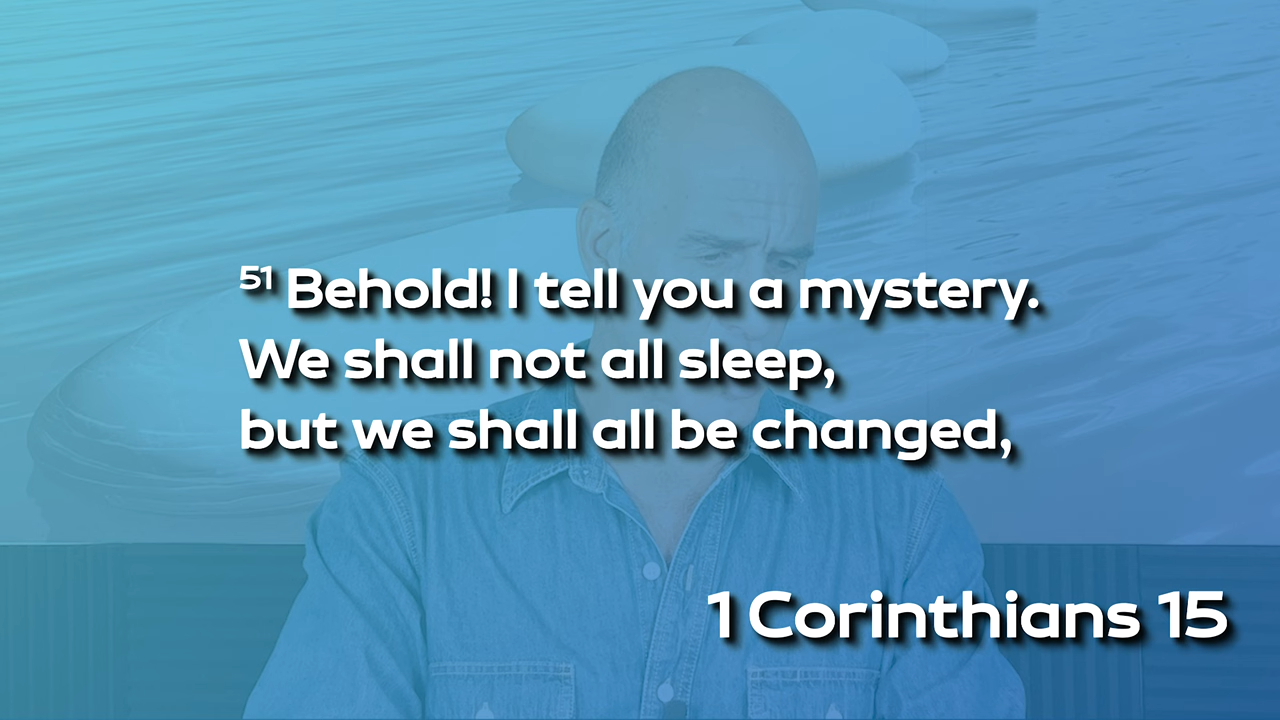 51 Behold! I tell you a mystery.
We shall not all sleep,
but we shall all be changed,
1 Corinthians 15